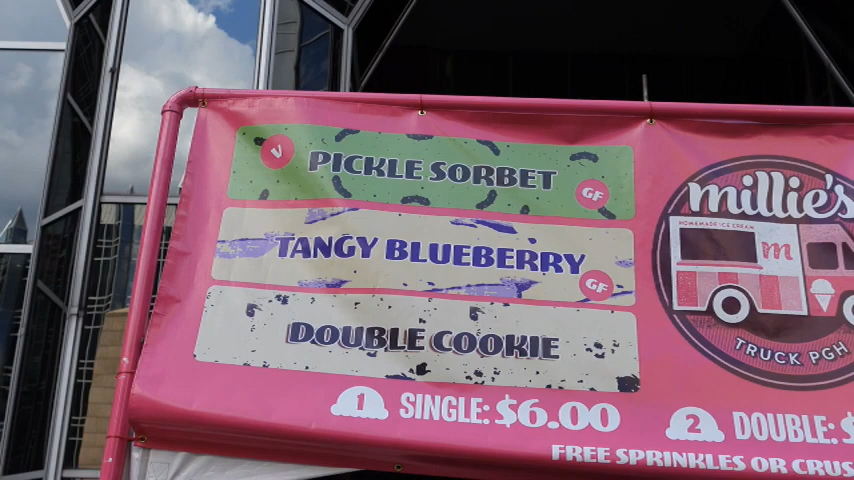 V
PICKLE SORBET
GF
TANGY BLUEBERRY
GF
DOUBLE COOKIE
1 SINGLE: $6.00
2 DOUBLE: $
FREE SPRINKLES OR
millie's
HOMEMADE ICE CREAM
m
TRUCK PGH